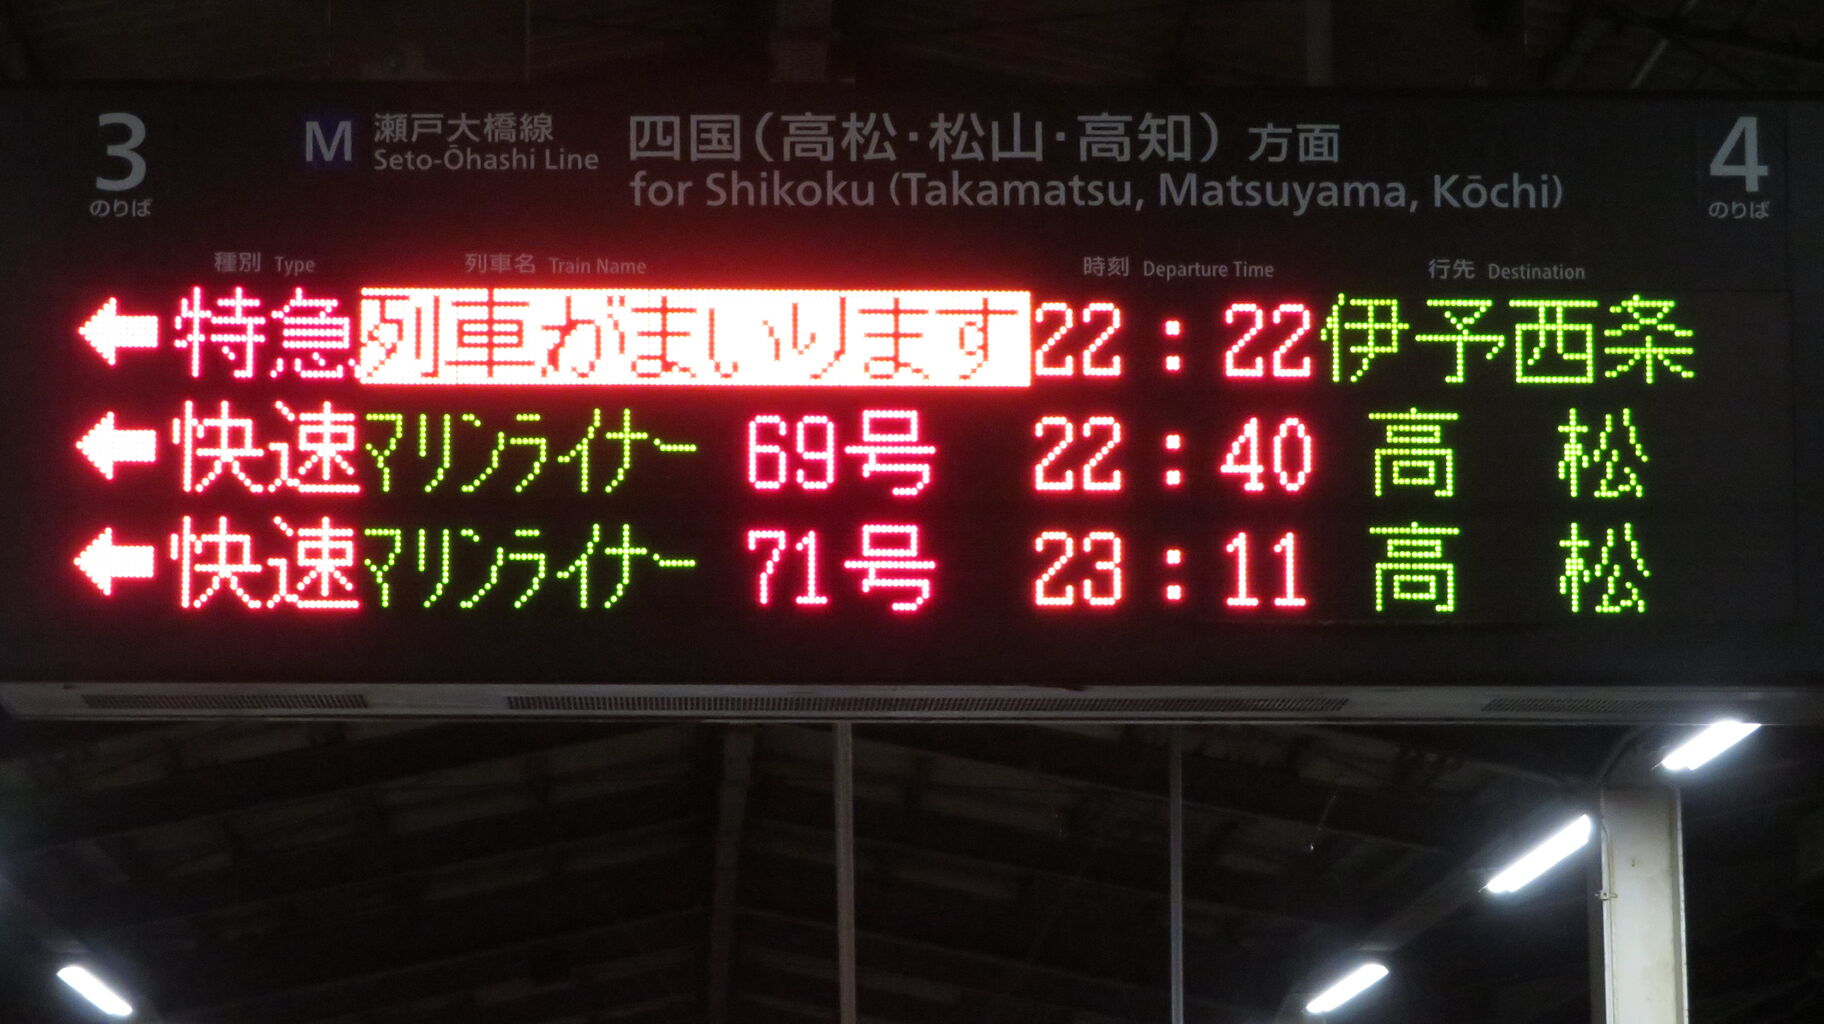 3 のりば M 瀬戸大橋線 四国(高松・松山・高知) 方面 4 のりば
Seto-Ōhashi Line for Shikoku (Takamatsu, Matsuyama, Kōchi)
種別 Type 列車名 Train Name 時刻 Departure Time 行先 Destination
←特急 列車がまいります 22:22 伊予西条
←快速 マリンライナー 69号 22:40 高松
←快速 マリンライナー 71号 23:11 高松